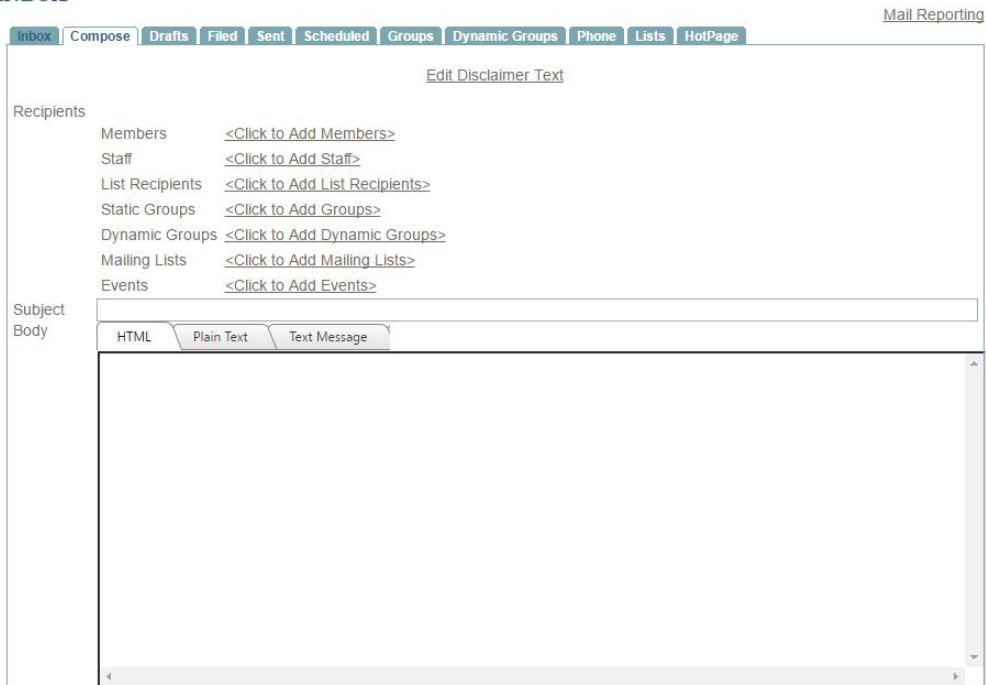 Mail Reporting
Inbox Compose Drafts Filed Sent Scheduled Groups Dynamic Groups Phone Lists HotPage
Edit Disclaimer Text
Recipients
Members <Click to Add Members>
Staff <Click to Add Staff>
List Recipients <Click to Add List Recipients>
Static Groups <Click to Add Groups>
Dynamic Groups <Click to Add Dynamic Groups>
Mailing Lists <Click to Add Mailing Lists>
Events <Click to Add Events>
Subject
Body HTML Plain Text Text Message